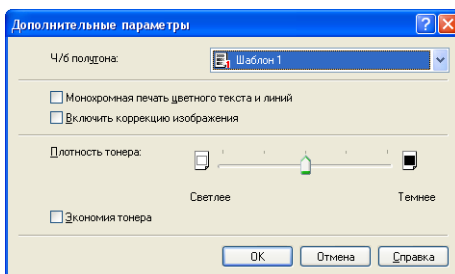 Дополнительные параметры
Ч/б полутона:
Шаблон 1
Монохромная печать цветного текста и линий
Включить коррекцию изображения
Плотность тонера:
Светлее Темнее
Экономия тонера
OK Отмена Справка